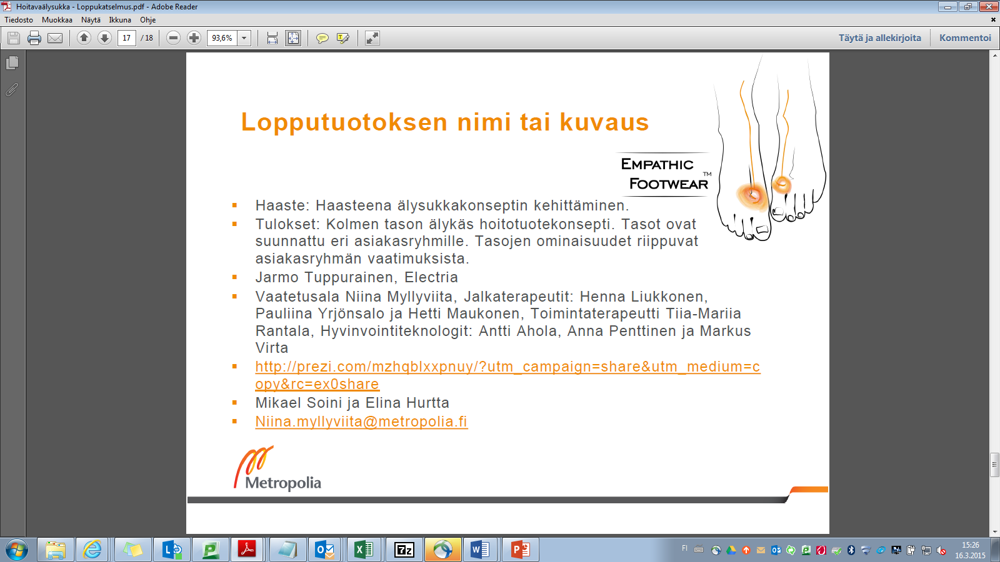 Hoitavaälysukka - Loppukatselmus.pdf - Adobe Reader
Tiedosto Muokkaa Näytä Ikkuna Ohje
17 / 18 93,6% Täytä ja allekirjoita Kommentoi
Lopputuotoksen nimi tai kuvaus
EMPATHIC
FOOTWEAR™
Haaste: Haasteena älysukkakonseptin kehittäminen.
Tulokset: Kolmen tason älykäs hoitotuotekonsepti. Tasot ovat
suunnattu eri asiakasryhmille. Tasojen ominaisuudet riippuvat
asiakasryhmän vaatimuksista.
Jarmo Tuppurainen, Electria
Vaatetusala Niina Myllyviita, Jalkaterapeutit: Henna Liukkonen,
Pauliina Yrjönsalo ja Hetti Maukonen, Toimintaterapeutti Tiia-Mariia
Rantala, Hyvinvointiteknologit: Antti Ahola, Anna Penttinen ja Markus
Virta
http://prezi.com/mzhqblxxpnuy/?utm_campaign=share&utm_medium=c
opy&rc=ex0share
Mikael Soini ja Elina Hurtta
Niina.myllyviita@metropolia.fi
Metropolia
FI 15:26
16.3.2015